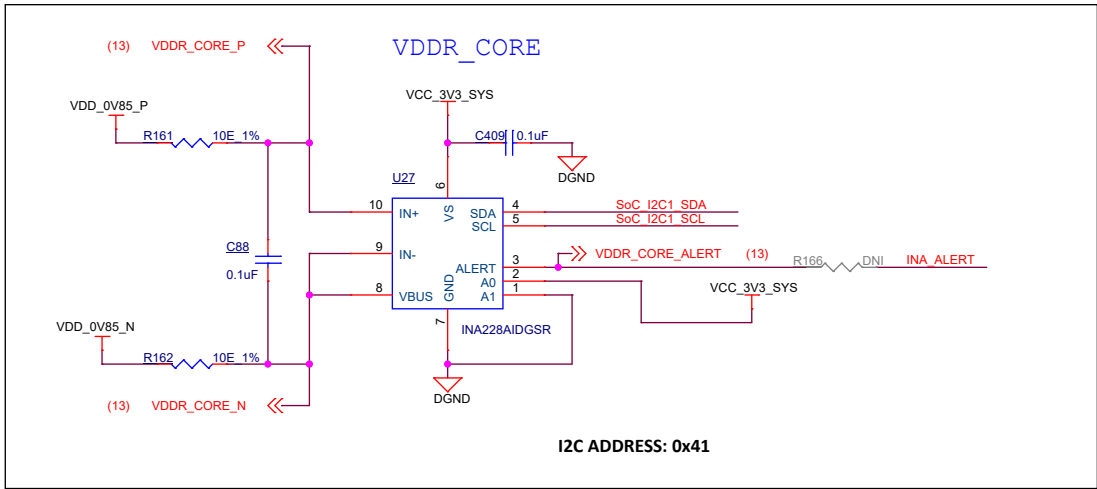 (13) VDDR_CORE_P
VDDR_CORE
VCC_3V3_SYS
VDD_0V85_P
R161 10E_1%
C409 0.1uF
DGND
U27
6
VS
10 IN+
SDA 4 SoC_I2C1_SDA
SCL 5 SoC_I2C1_SCL
9 IN-
VDDR_CORE_ALERT (13)
C88
0.1uF
ALERT 3
R166 DNI INA_ALERT
A0 2
VCC_3V3_SYS
8 VBUS
GND
A1 1
7
INA228AIDGSR
VDD_0V85_N
R162 10E_1%
DGND
(13) VDDR_CORE_N
I2C ADDRESS: 0x41